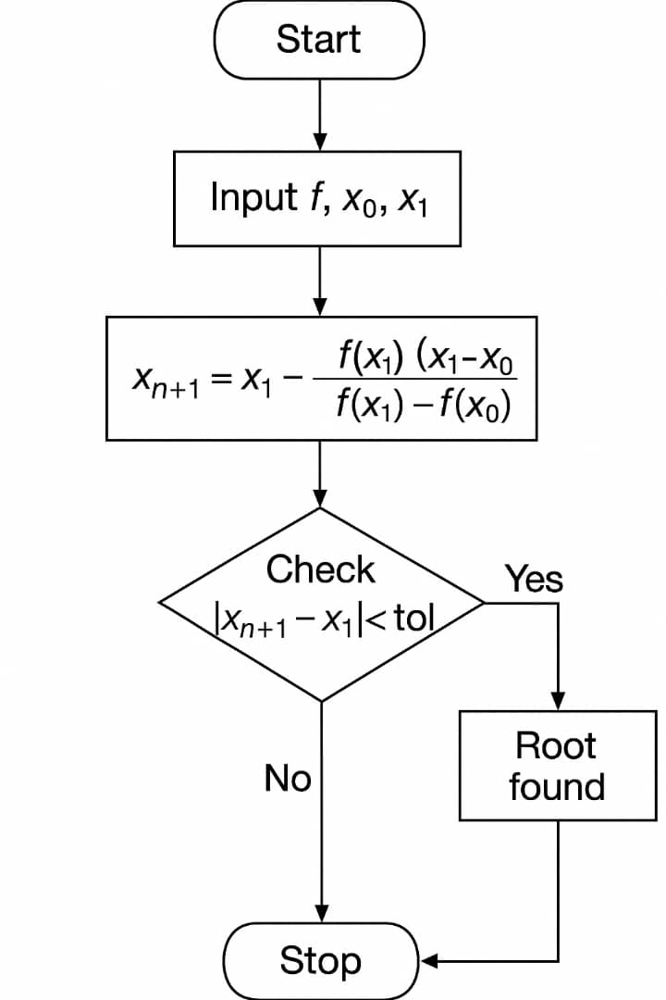 Start
Input f, x₀, x₁
xₙ₊₁ = x₁ − f(x₁) (x₁−x₀ / f(x₁) − f(x₀)
Check
|xₙ₊₁ − x₁| < tol
Yes
Root
found
No
Stop